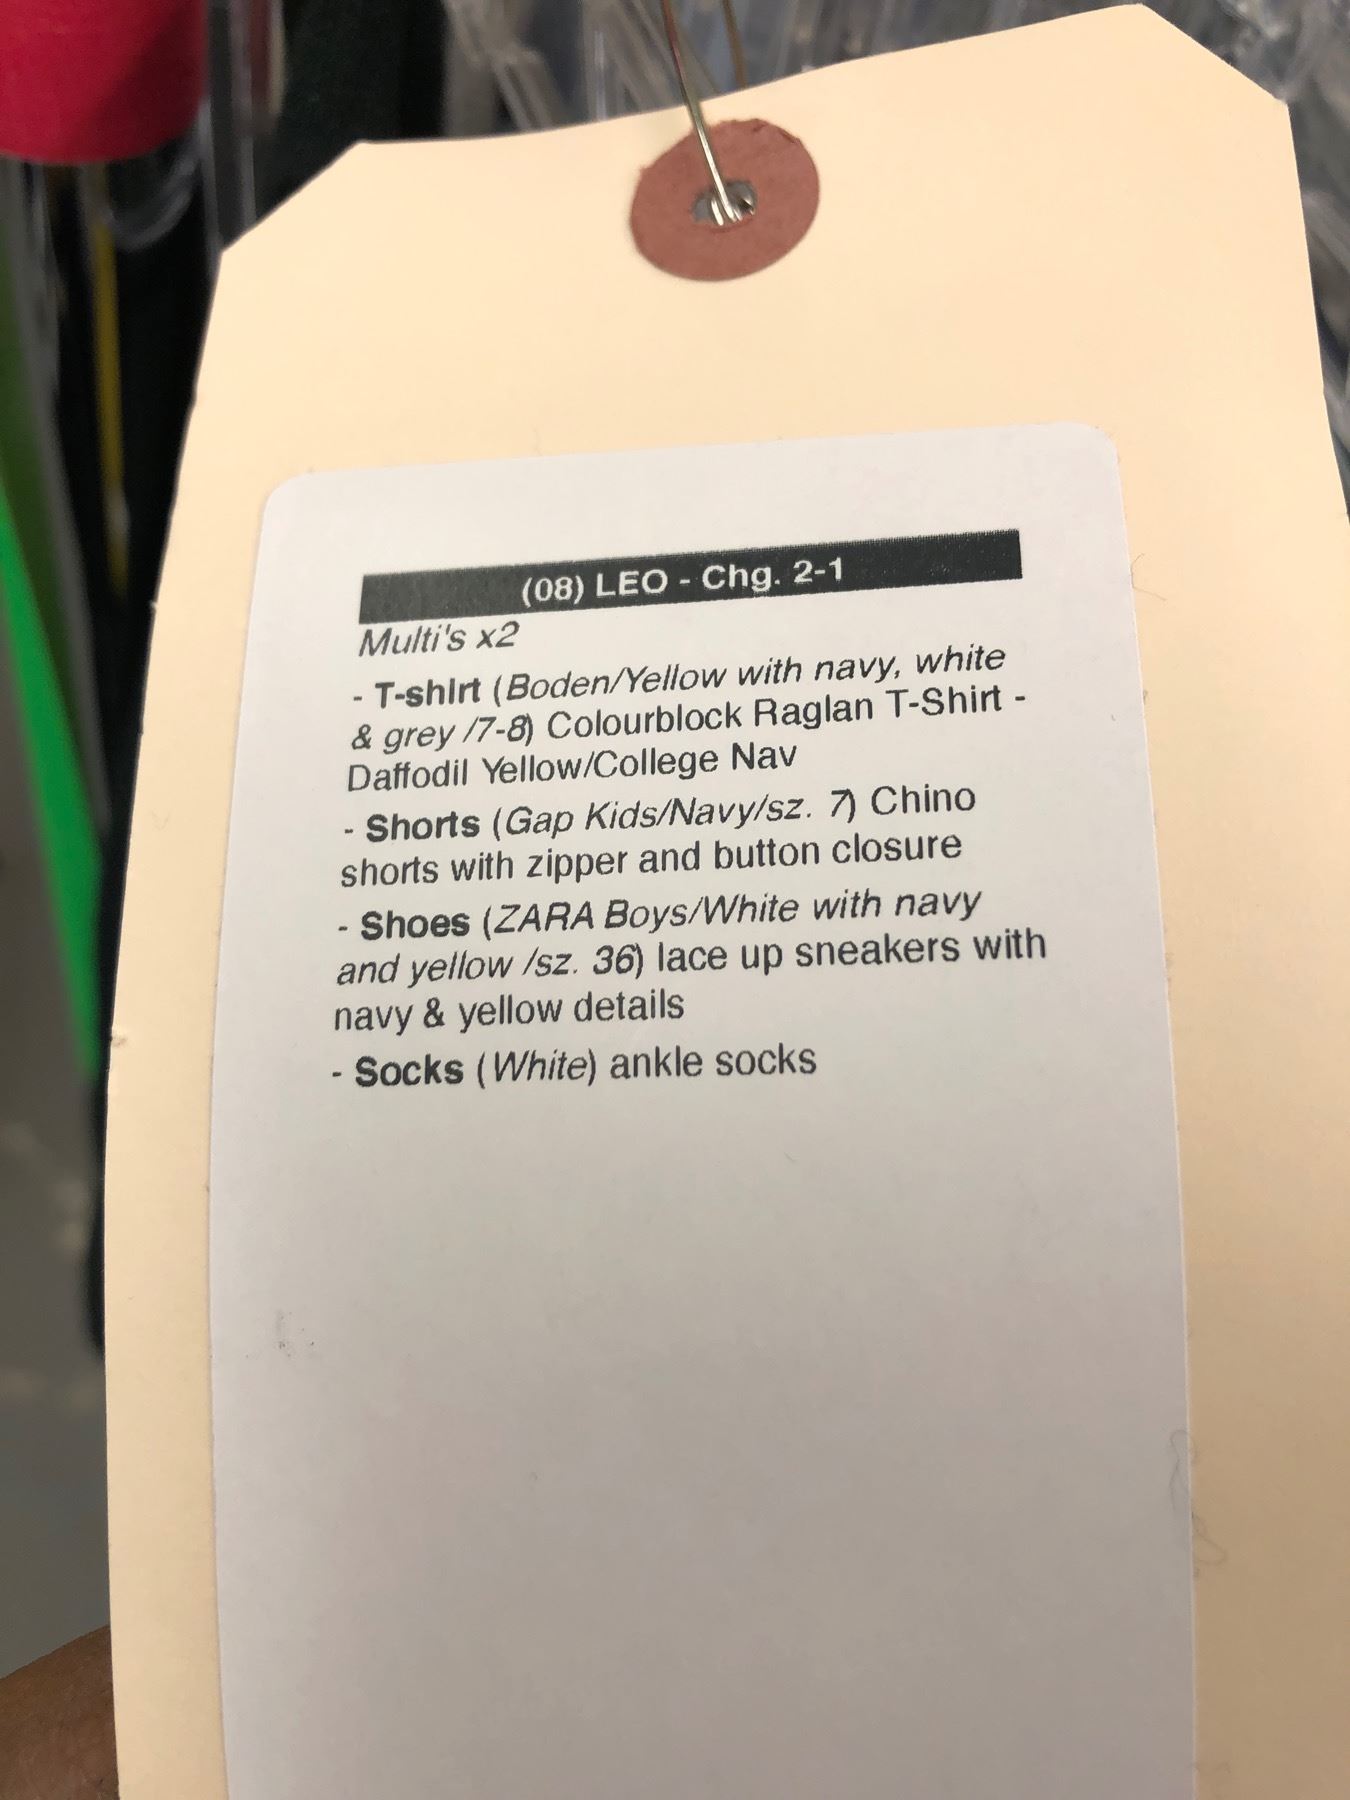 (08) LEO - Chg. 2-1
Multi's x2
- T-shirt (Boden/Yellow with navy, white
& grey /7-8) Colourblock Raglan T-Shirt -
Daffodil Yellow/College Nav
- Shorts (Gap Kids/Navy/sz. 7) Chino
shorts with zipper and button closure
- Shoes (ZARA Boys/White with navy
and yellow /sz. 36) lace up sneakers with
navy & yellow details
- Socks (White) ankle socks